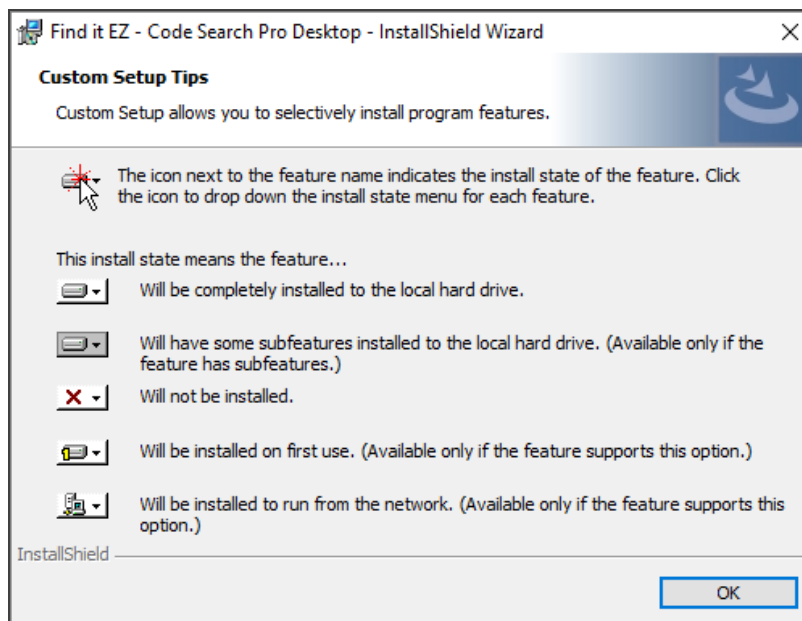 Find it EZ - Code Search Pro Desktop - InstallShield Wizard
Custom Setup Tips
Custom Setup allows you to selectively install program features.
The icon next to the feature name indicates the install state of the feature. Click
the icon to drop down the install state menu for each feature.
This install state means the feature...
Will be completely installed to the local hard drive.
Will have some subfeatures installed to the local hard drive. (Available only if the
feature has subfeatures.)
Will not be installed.
Will be installed on first use. (Available only if the feature supports this option.)
Will be installed to run from the network. (Available only if the feature supports this
option.)
InstallShield
OK